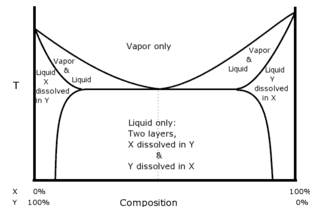 Vapor only
Vapor
&
Liquid
Liquid
X
dissolved
in Y
Vapor
&
Liquid
Liquid
Y
dissolved
in X
T
Liquid only:
Two layers,
X dissolved in Y
&
Y dissolved in X
X 0% 100%
Y 100% Composition 0%